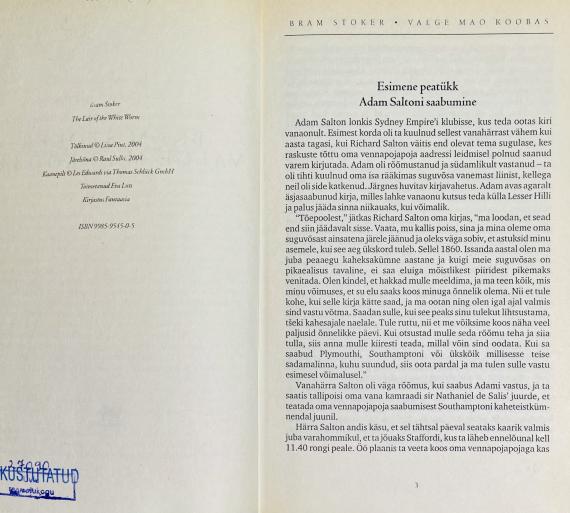 Bram Stoker
The Lair of the White Worm
Tõlkinud © Liisa Pint, 2004
Järelsõna © Raul Sulbi, 2004
Kaanepilt © Les Edwards via Thomas Schlück GmbH
Toimetanud Eva Luts
Kirjastus Fantaasia
ISBN 9985-9545-0-5
KUSTUTATUD
raamatukogu
BRAM STOKER • VALGE MAO KOOBAS
Esimene peatükk
Adam Saltoni saabumine
Adam Salton lonkis Sydney Empire'i klubisse, kus teda ootas kiri
vanaonult. Esimest korda oli ta kuulnud sellest vanahärrast vähem kui
aasta tagasi, kui Richard Salton väitis end olevat tema sugulase, kes
raskuste tõttu oma vennapojapoja aadressi leidmisel polnud saanud
varem kirjutada. Adam oli rõõmustanud ja südamlikult vastanud – ta
oli tihti kuulnud oma isa rääkimas suguvõsa vanemast liinist, kellega
neil oli side katkenud. Järgnes huvitav kirjavahetus. Adam avas agaralt
äsjasaabunud kirja, milles lahke vanaonu kutsus teda külla Lesser Hilli
ja palus jääda sinna nikauaks, kui võimalik.
"Tõepoolest," jätkas Richard Salton oma kirjas, "ma loodan, et sead
end siin jäädavalt sisse. Vaata, mu kallis poiss, sina ja mina oleme oma
suguvõsast ainsatena järele jäänud ja oleks väga sobiv, et astuksid minu
asemele, kui see aeg ükskord tuleb. Sellel 1860. Issanda aastal olen ma
juba peaaegu kaheksakümne aastane ja kuigi meie suguvõsas on
pikaealisus tavaline, ei saa eluiga mõistlikest piiridest pikemaks
venitada. Olen kindel, et hakkad mulle meeldima, ja ma teen kõik, mis
minu võimuses, et su elu saaks koos minuga õnnelik olema. Nii et tule
kohe, kui selle kirja kätte saad, ja ma ootan ning olen igal ajal valmis
sind vastu võtma. Saadan sulle, kui see peaks sinu tulekut lihtsustama,
tšeki kahesajale naelale. Tule ruttu, nii et me võiksime koos näha veel
paljusid õnnelikke päevi. Kui otsustad mulle seda rõõmu teha ja siia
tulla, siis anna mulle kiiresti teada, millal võin sind oodata. Kui sa
saabud Plymouthi, Southamptoni või ükskõik millisesse teise
sadamalinna, kuhu suundud, siis oota pardal ja ma tulen sulle vastu
esimesel võimalusel."
Vanahärra Salton oli väga rõõmus, kui saabus Adami vastus, ja ta
saatis tallipoisi oma vana kamraadi sir Nathaniel de Salis' juurde, et
teatada oma vennapojapoja saabumisest Southamptoni kaheteistküm-
nendal juunil.
Härra Salton andis käsu, et sel tähtsal päeval seataks kaarik valmis
juba varahommikul, et ta jõuaks Staffordi, kus ta läheb ennelõunal kell
11.40 rongi peale. Öö plaanis ta veeta koos oma vennapojapojaga kas
3